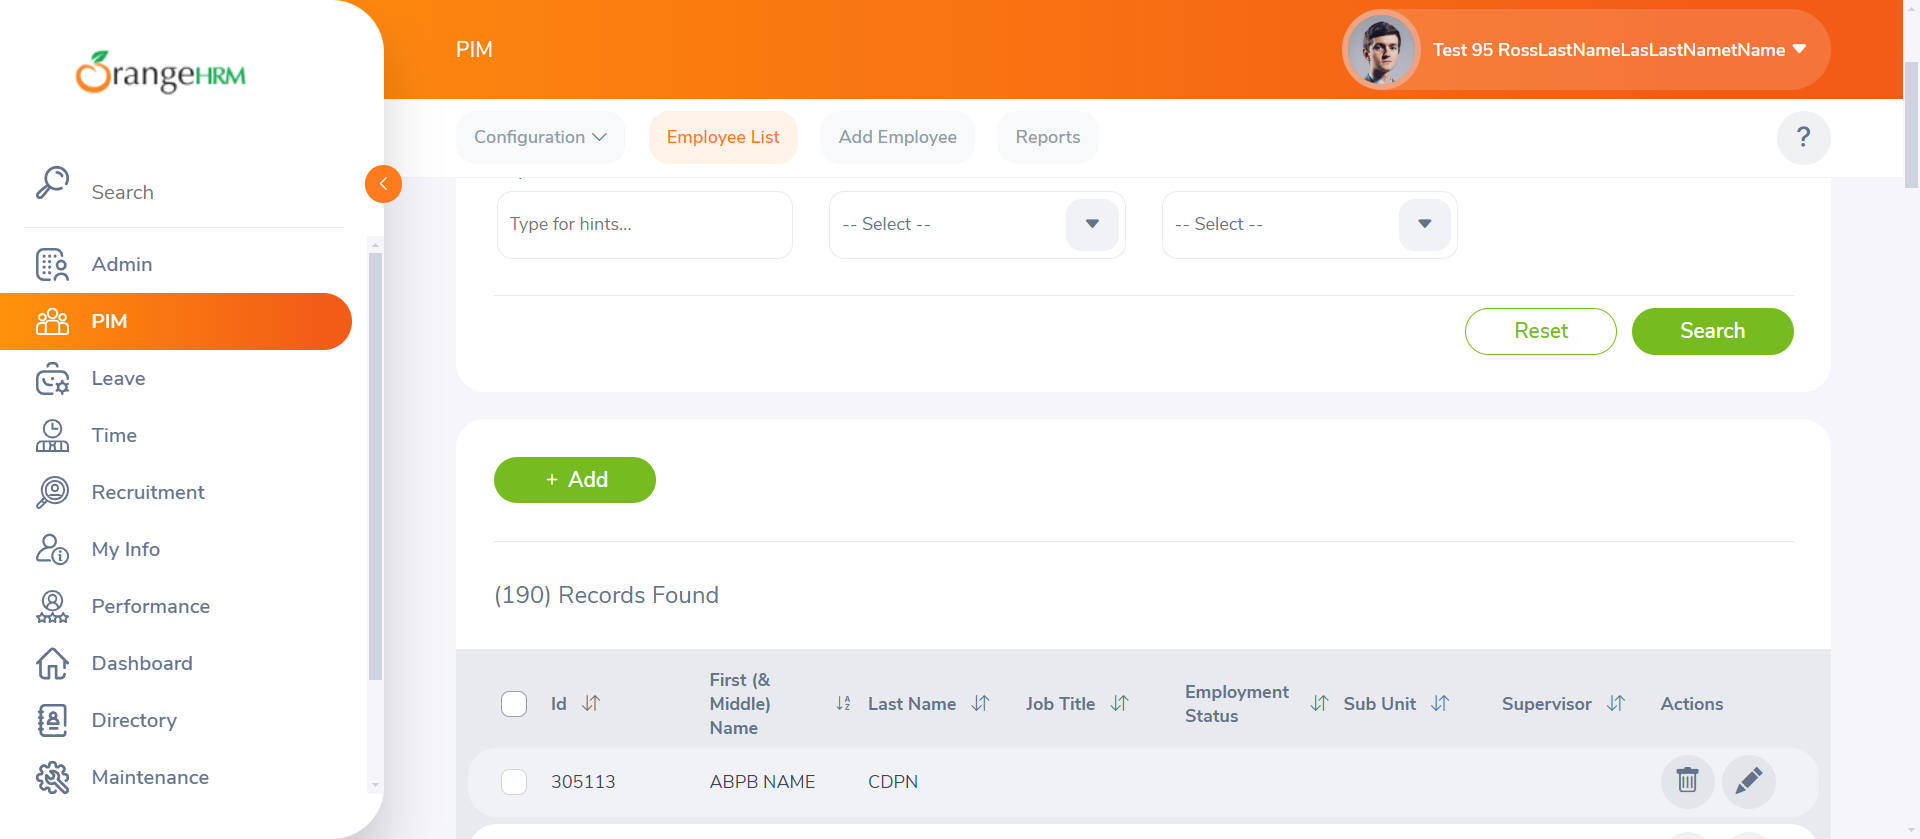 OrangeHRM
PIM
Test 95 RossLastNameLasLastNametName
Configuration
Employee List
Add Employee
Reports
?
Search
Admin
PIM
Leave
Time
Recruitment
My Info
Performance
Dashboard
Directory
Maintenance
Type for hints...
-- Select --
-- Select --
Reset
Search
+ Add
(190) Records Found
Id
First (& Middle) Name
Last Name
Job Title
Employment Status
Sub Unit
Supervisor
Actions
305113
ABPB NAME
CDPN